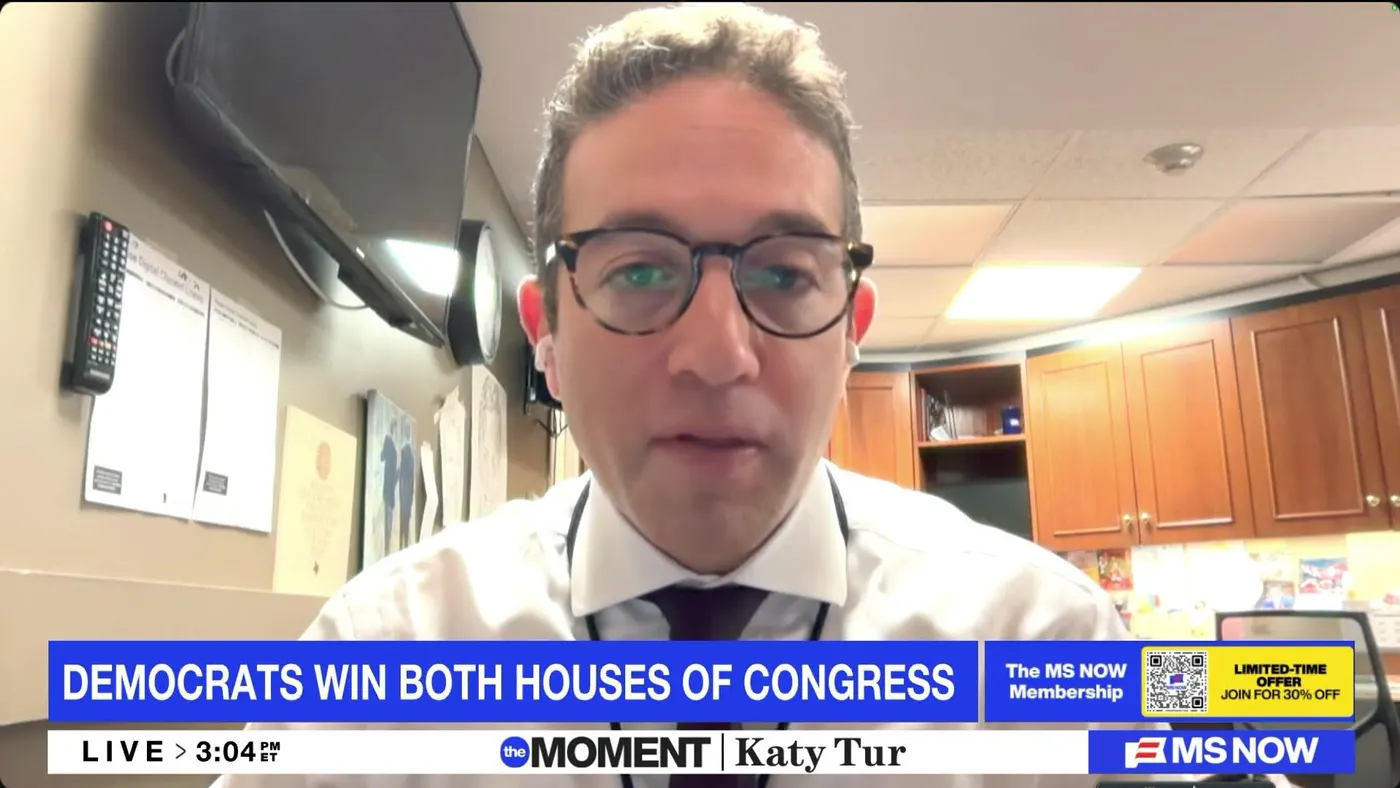 DEMOCRATS WIN BOTH HOUSES OF CONGRESS
The MS NOW
Membership
LIMITED-TIME
OFFER
JOIN FOR 30% OFF
LIVE > 3:04 PM ET
the MOMENT | Katy Tur
MS NOW